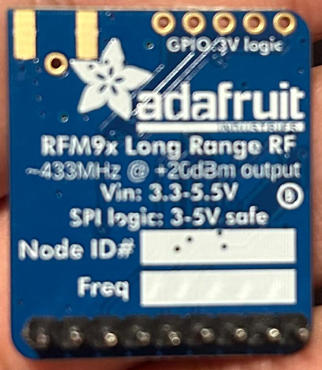 GPIO:3V logic
adafruit
INDUSTRIES
RFM9x Long Range RF
~433MHz @ +20dBm output
Vin: 3.3-5.5V
SPI logic: 3-5V safe
Node ID#
Freq